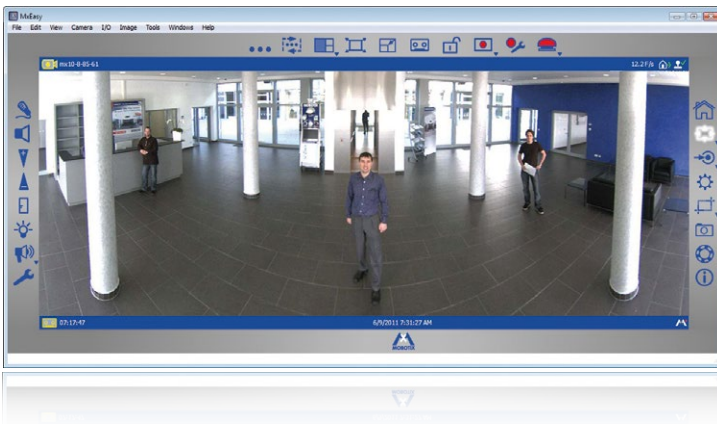 MxEasy
File Edit View Camera I/O Image Tools Windows Help
mx10-8-85-61
12.2 F/s
07:17:47
6/9/2011 7:31:27 AM
MOBOTIX